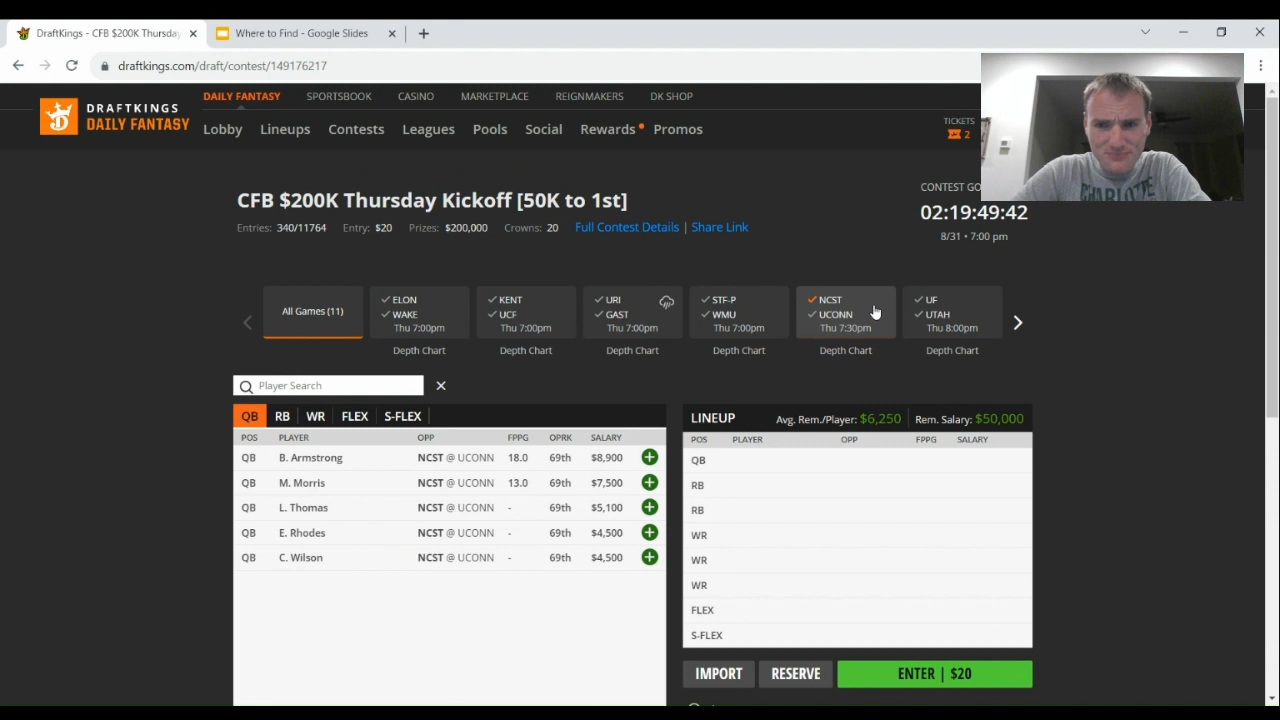 DraftKings - CFB $200K Thursday
Where to Find - Google Slides
draftkings.com/draft/contest/149176217
DRAFTKINGS
DAILY FANTASY
DAILY FANTASY SPORTSBOOK CASINO MARKETPLACE REIGNMAKERS DK SHOP
Lobby Lineups Contests Leagues Pools Social Rewards Promos
TICKETS
2
CHARLOTTE
CFB $200K Thursday Kickoff [50K to 1st]
Entries: 340/11764 Entry: $20 Prizes: $200,000 Crowns: 20 Full Contest Details | Share Link
CONTEST GO
02:19:49:42
8/31 • 7:00 pm
All Games (11)
ELON
WAKE
Thu 7:00pm
Depth Chart
KENT
UCF
Thu 7:00pm
Depth Chart
URI
GAST
Thu 7:00pm
Depth Chart
STF-P
WMU
Thu 7:00pm
Depth Chart
NCST
UCONN
Thu 7:30pm
Depth Chart
UF
UTAH
Thu 8:00pm
Depth Chart
Player Search
QB RB WR FLEX S-FLEX
POS PLAYER OPP FPPG OPRK SALARY
QB B. Armstrong NCST @ UCONN 18.0 69th $8,900
QB M. Morris NCST @ UCONN 13.0 69th $7,500
QB L. Thomas NCST @ UCONN - 69th $5,100
QB E. Rhodes NCST @ UCONN - 69th $4,500
QB C. Wilson NCST @ UCONN - 69th $4,500
LINEUP Avg. Rem./Player: $6,250 Rem. Salary: $50,000
POS PLAYER OPP FPPG SALARY
QB
RB
RB
WR
WR
WR
FLEX
S-FLEX
IMPORT RESERVE ENTER | $20